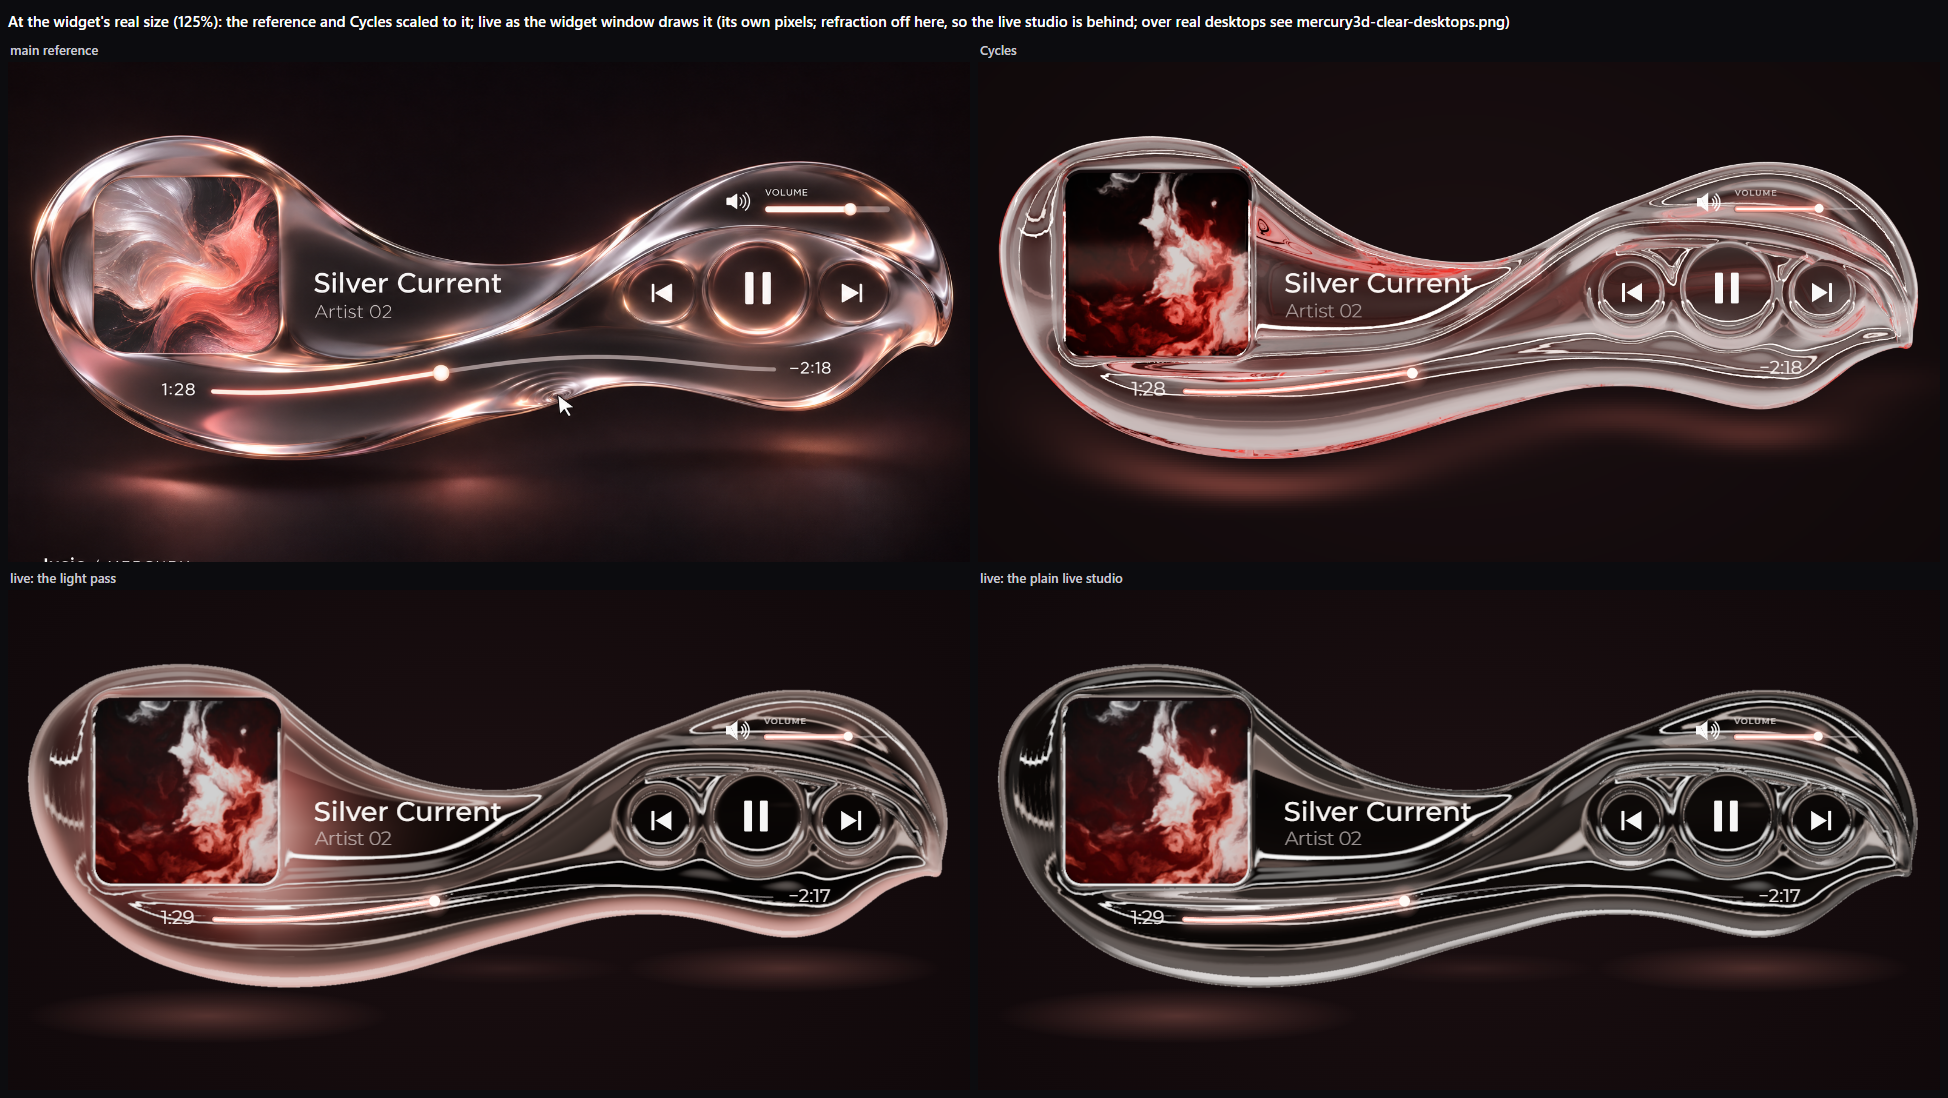 At the widget's real size (125%): the reference and Cycles scaled to it; live as the widget window draws it (its own pixels; refraction off here, so the live studio is behind; over real desktops see mercury3d-clear-desktops.png)
main reference
VOLUME
Silver Current
Artist 02
1:28
−2:18
Cycles
VOLUME
Silver Current
Artist 02
1:28
−2:18
live: the light pass
VOLUME
Silver Current
Artist 02
1:29
−2:17
live: the plain live studio
VOLUME
Silver Current
Artist 02
1:29
−2:17